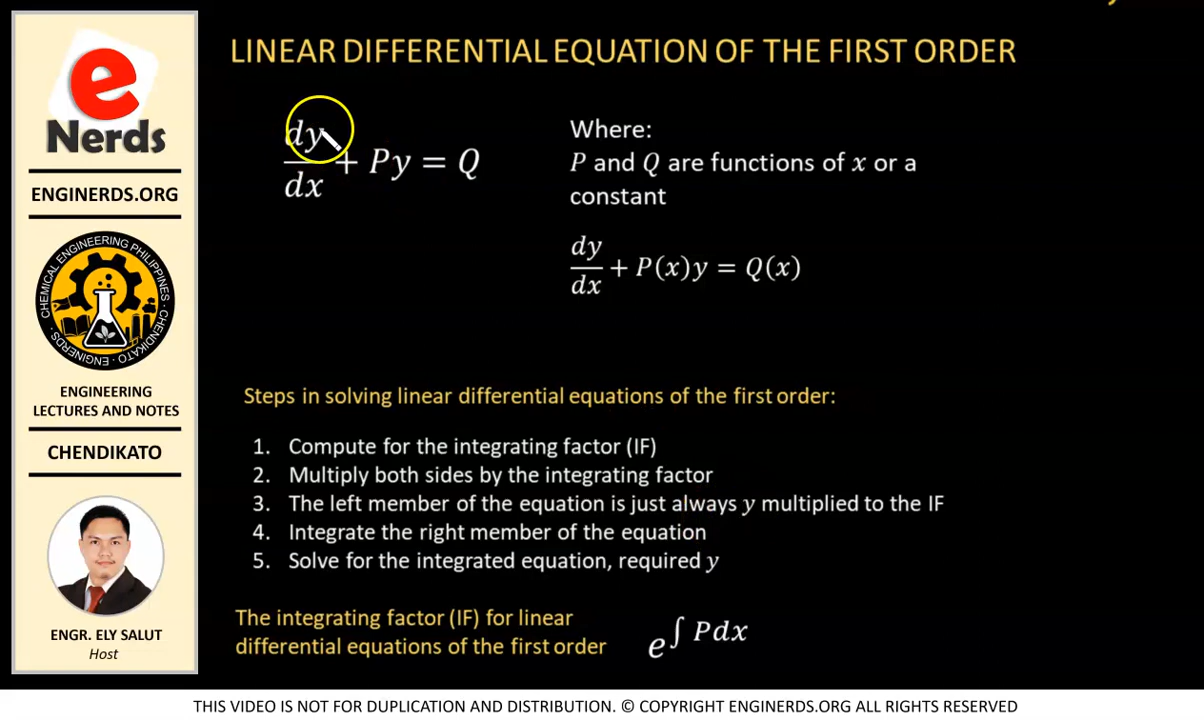 e
Nerds
ENGINERDS.ORG
CHEMICAL ENGINEERING PHILIPPINES · CHENDIKATO · ENGINERDS ·
ENGINEERING
LECTURES AND NOTES
CHENDIKATO
ENGR. ELY SALUT
Host
LINEAR DIFFERENTIAL EQUATION OF THE FIRST ORDER
dy
+ Py = Q
dx
Where:
P and Q are functions of x or a
constant
dy
+ P(x)y = Q(x)
dx
Steps in solving linear differential equations of the first order:
1. Compute for the integrating factor (IF)
2. Multiply both sides by the integrating factor
3. The left member of the equation is just always y multiplied to the IF
4. Integrate the right member of the equation
5. Solve for the integrated equation, required y
The integrating factor (IF) for linear
differential equations of the first order
e^∫ Pdx
THIS VIDEO IS NOT FOR DUPLICATION AND DISTRIBUTION. © COPYRIGHT ENGINERDS.ORG ALL RIGHTS RESERVED